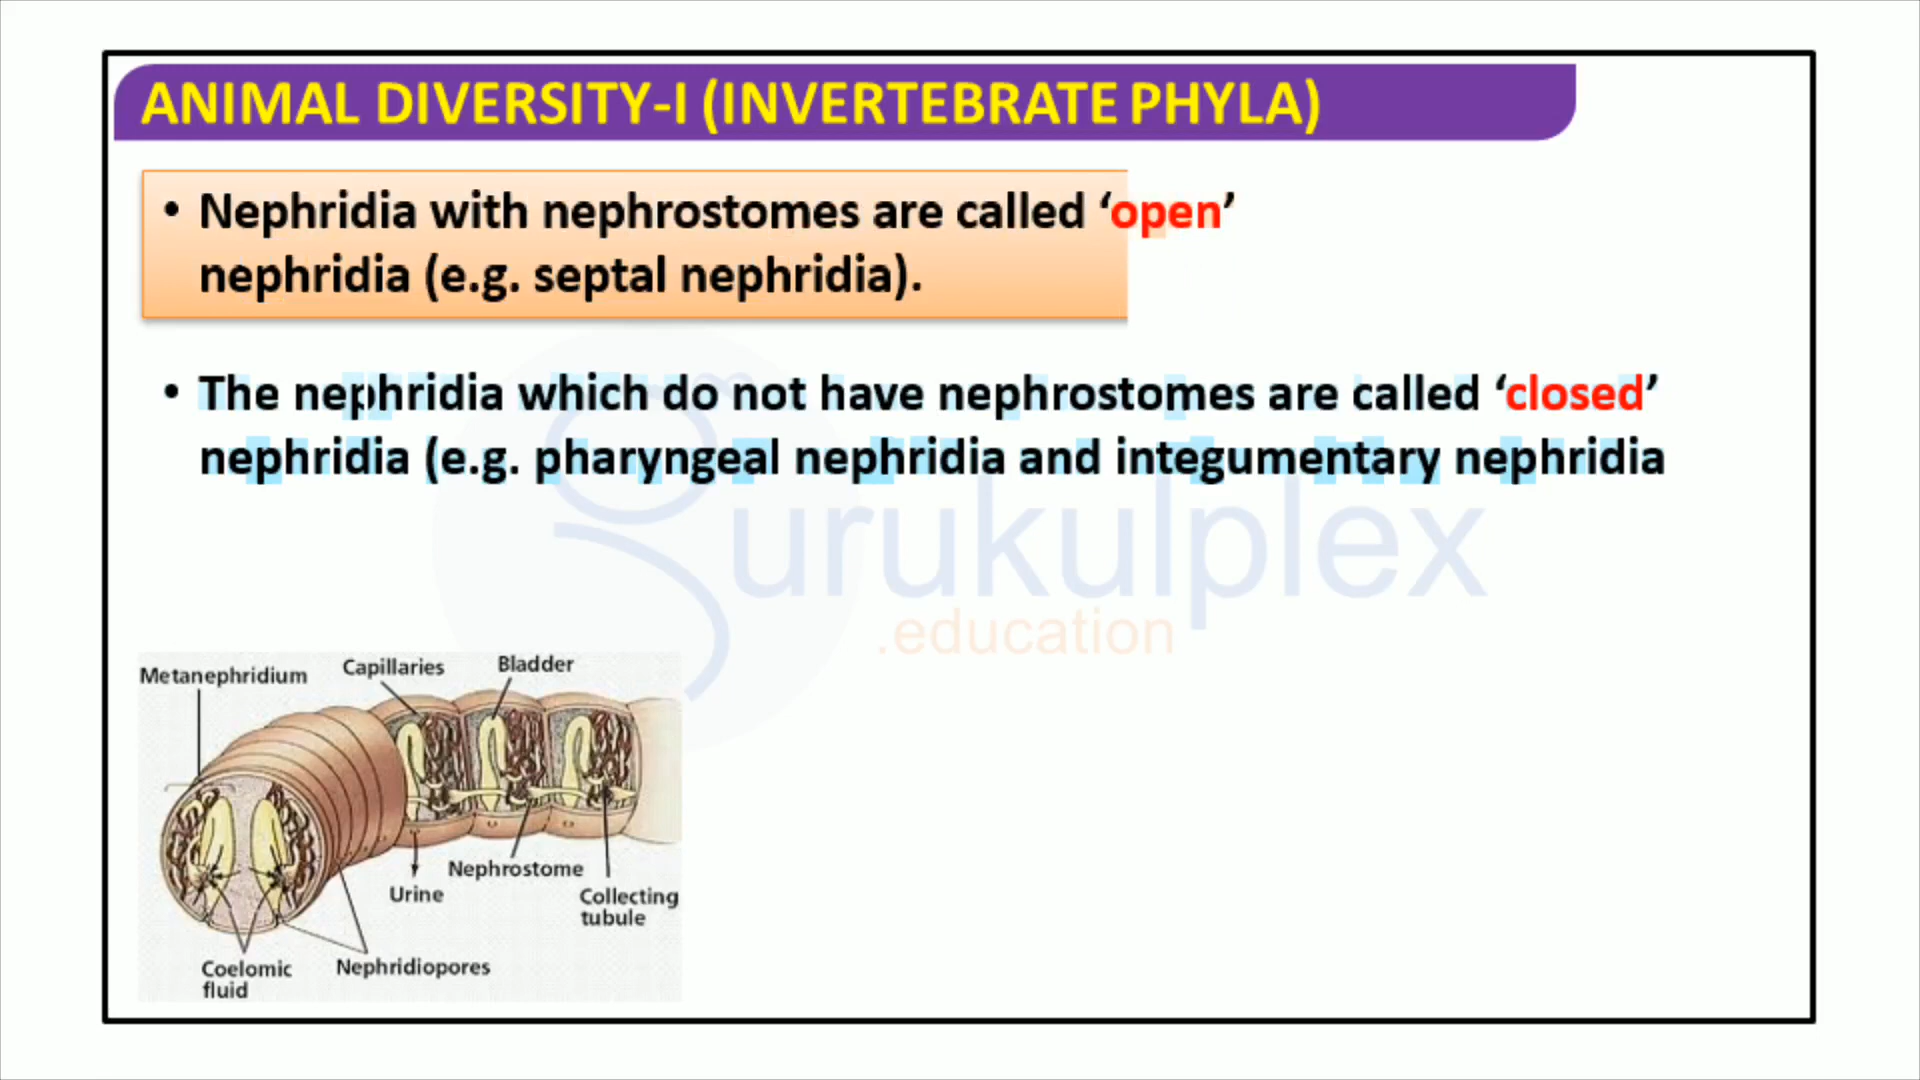 ANIMAL DIVERSITY-I (INVERTEBRATE PHYLA)
• Nephridia with nephrostomes are called ‘open’
nephridia (e.g. septal nephridia).
• The nephridia which do not have nephrostomes are called ‘closed’
nephridia (e.g. pharyngeal nephridia and integumentary nephridia
gurukulplex
.education
Metanephridium
Capillaries
Bladder
Nephrostome
Urine
Collecting
tubule
Coelomic
fluid
Nephridiopores